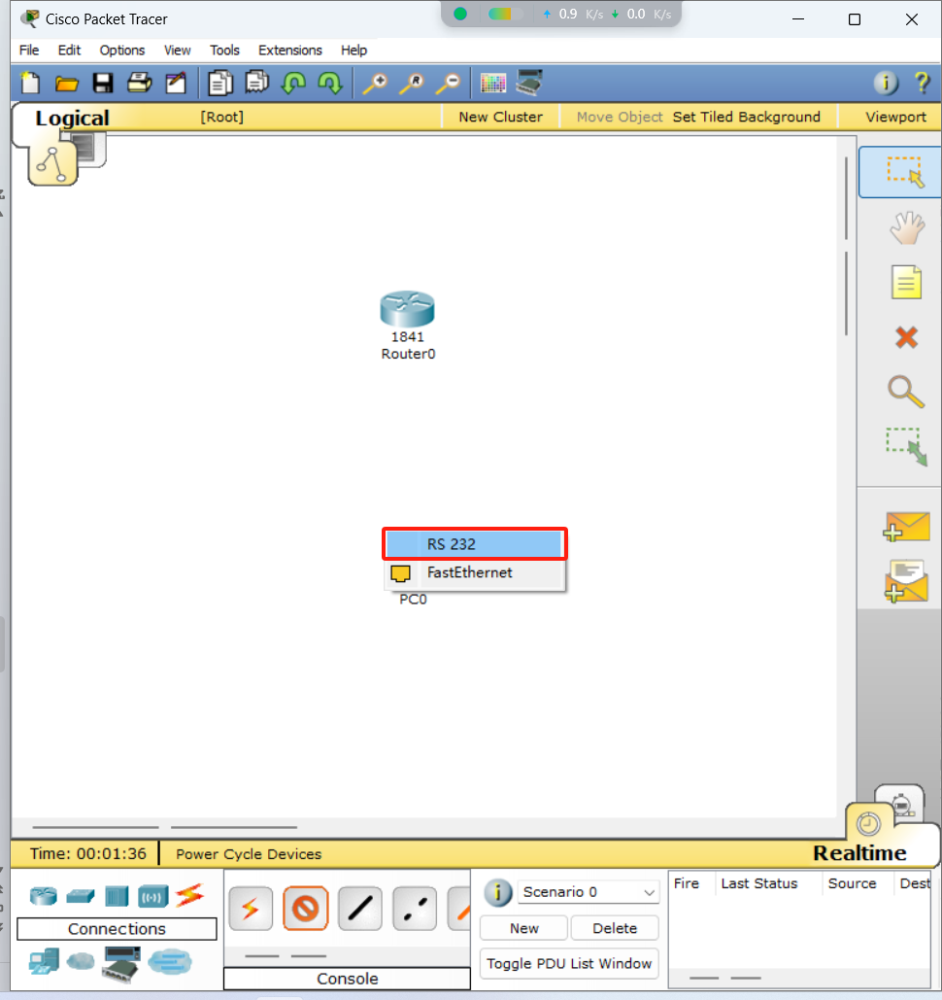 Cisco Packet Tracer
0.9 K/s 0.0 K/s
File Edit Options View Tools Extensions Help
Logical [Root] New Cluster Move Object Set Tiled Background Viewport
1841
Router0
RS 232
FastEthernet
PC0
Time: 00:01:36 Power Cycle Devices Realtime
Connections
Console
Scenario 0
New Delete
Toggle PDU List Window
Fire Last Status Source Dest